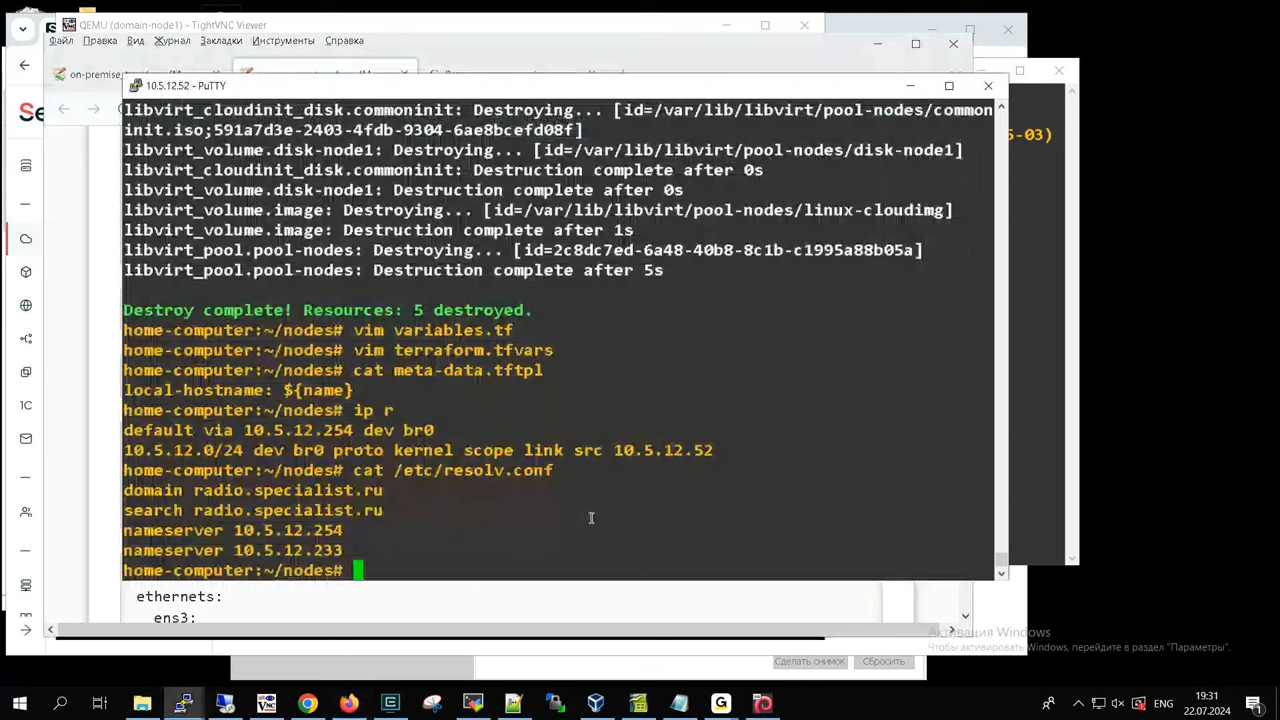 QEMU (domain-node1) - TightVNC Viewer
Файл Правка Вид Журнал Закладки Инструменты Справка
on-premise
10.5.12.52 - PuTTY
Se
5-03)
libvirt_cloudinit_disk.commoninit: Destroying... [id=/var/lib/libvirt/pool-nodes/common
init.iso;591a7d3e-2403-4fdb-9304-6ae8bcefd08f]
libvirt_volume.disk-node1: Destroying... [id=/var/lib/libvirt/pool-nodes/disk-node1]
libvirt_cloudinit_disk.commoninit: Destruction complete after 0s
libvirt_volume.disk-node1: Destruction complete after 0s
libvirt_volume.image: Destroying... [id=/var/lib/libvirt/pool-nodes/linux-cloudimg]
libvirt_volume.image: Destruction complete after 1s
libvirt_pool.pool-nodes: Destroying... [id=2c8dc7ed-6a48-40b8-8c1b-c1995a88b05a]
libvirt_pool.pool-nodes: Destruction complete after 5s
Destroy complete! Resources: 5 destroyed.
home-computer:~/nodes# vim variables.tf
home-computer:~/nodes# vim terraform.tfvars
home-computer:~/nodes# cat meta-data.tftpl
local-hostname: ${name}
home-computer:~/nodes# ip r
default via 10.5.12.254 dev br0
10.5.12.0/24 dev br0 proto kernel scope link src 10.5.12.52
home-computer:~/nodes# cat /etc/resolv.conf
domain radio.specialist.ru
search radio.specialist.ru
nameserver 10.5.12.254
nameserver 10.5.12.233
home-computer:~/nodes#
1С
ethernets:
ens3:
Активация Windows
Чтобы активировать Windows, перейдите в раздел "Параметры".
Сделать снимок Сбросить
ENG
19:31
22.07.2024
1